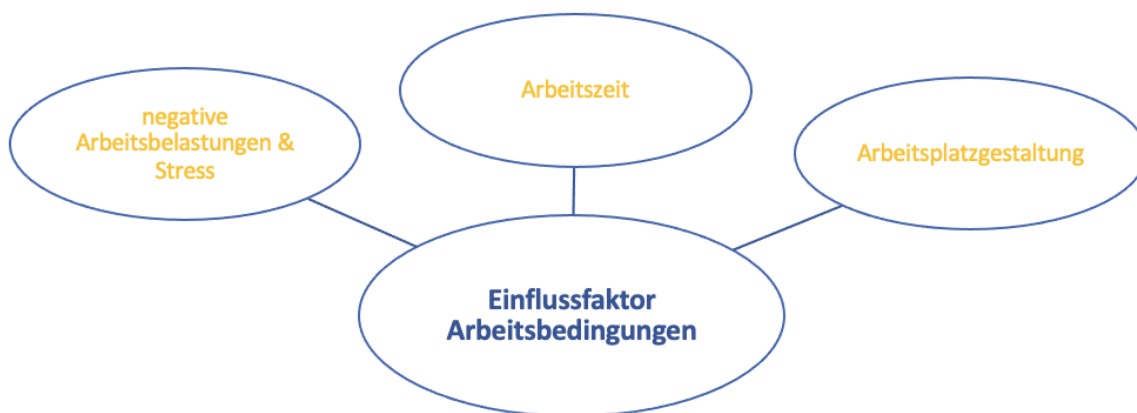 negative
Arbeitsbelastungen &
Stress
Arbeitszeit
Arbeitsplatzgestaltung
Einflussfaktor
Arbeitsbedingungen